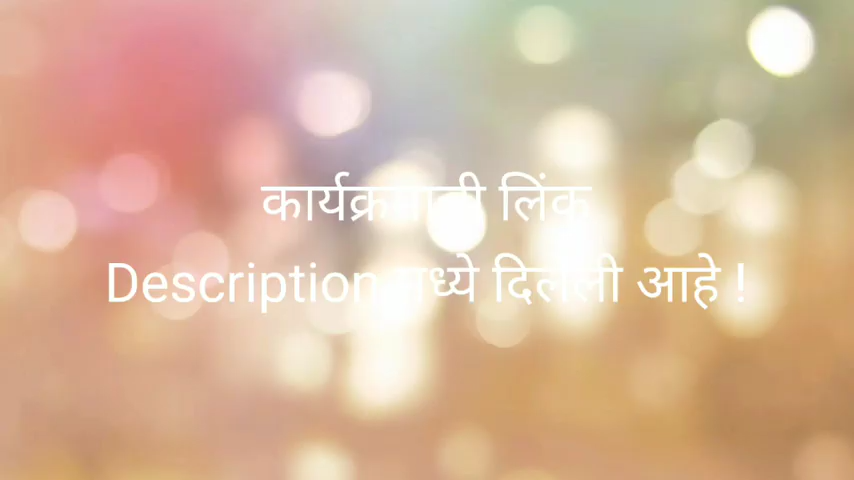 कार्यक्रमाची लिंक
Description मध्ये दिलेली आहे !